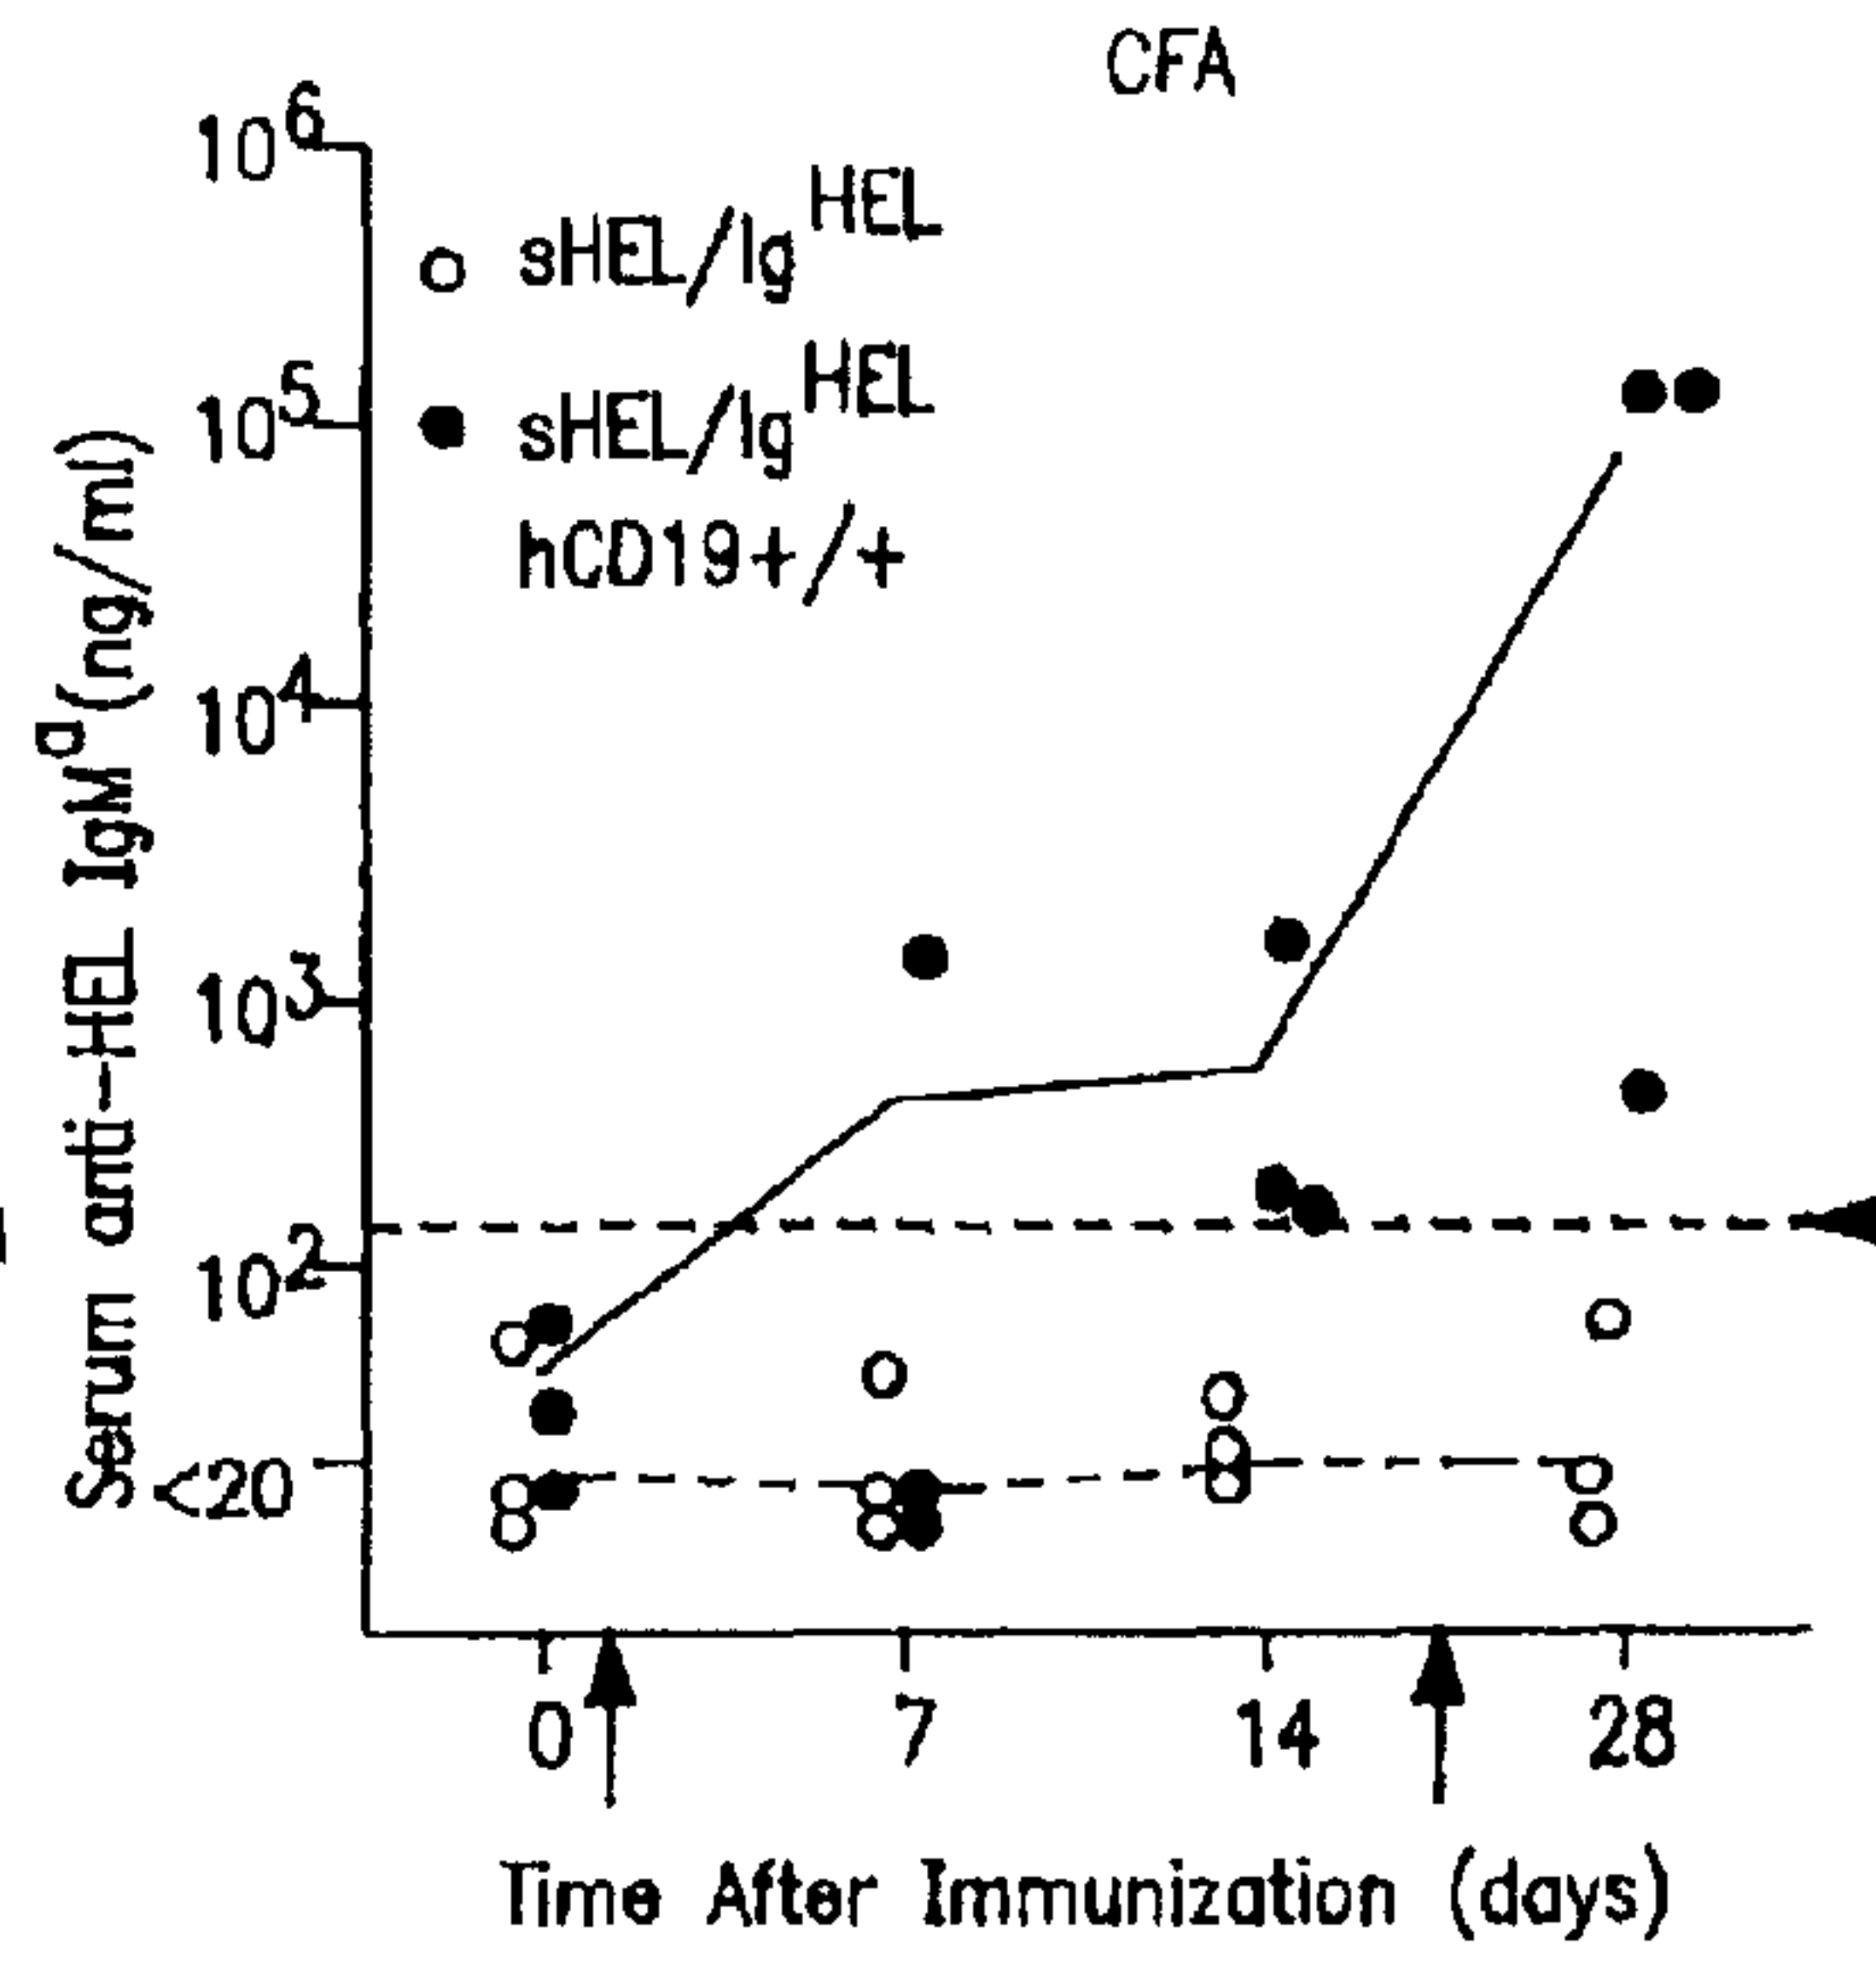 CFA
10^6
sHEL/Ig^HEL
10^5
sHEL/Ig^HEL
hCD19+/+
10^4
10^3
10^2
<20
Serum anti-HEL IgM^a (ng/ml)
0 7 14 28
Time After Immunization (days)